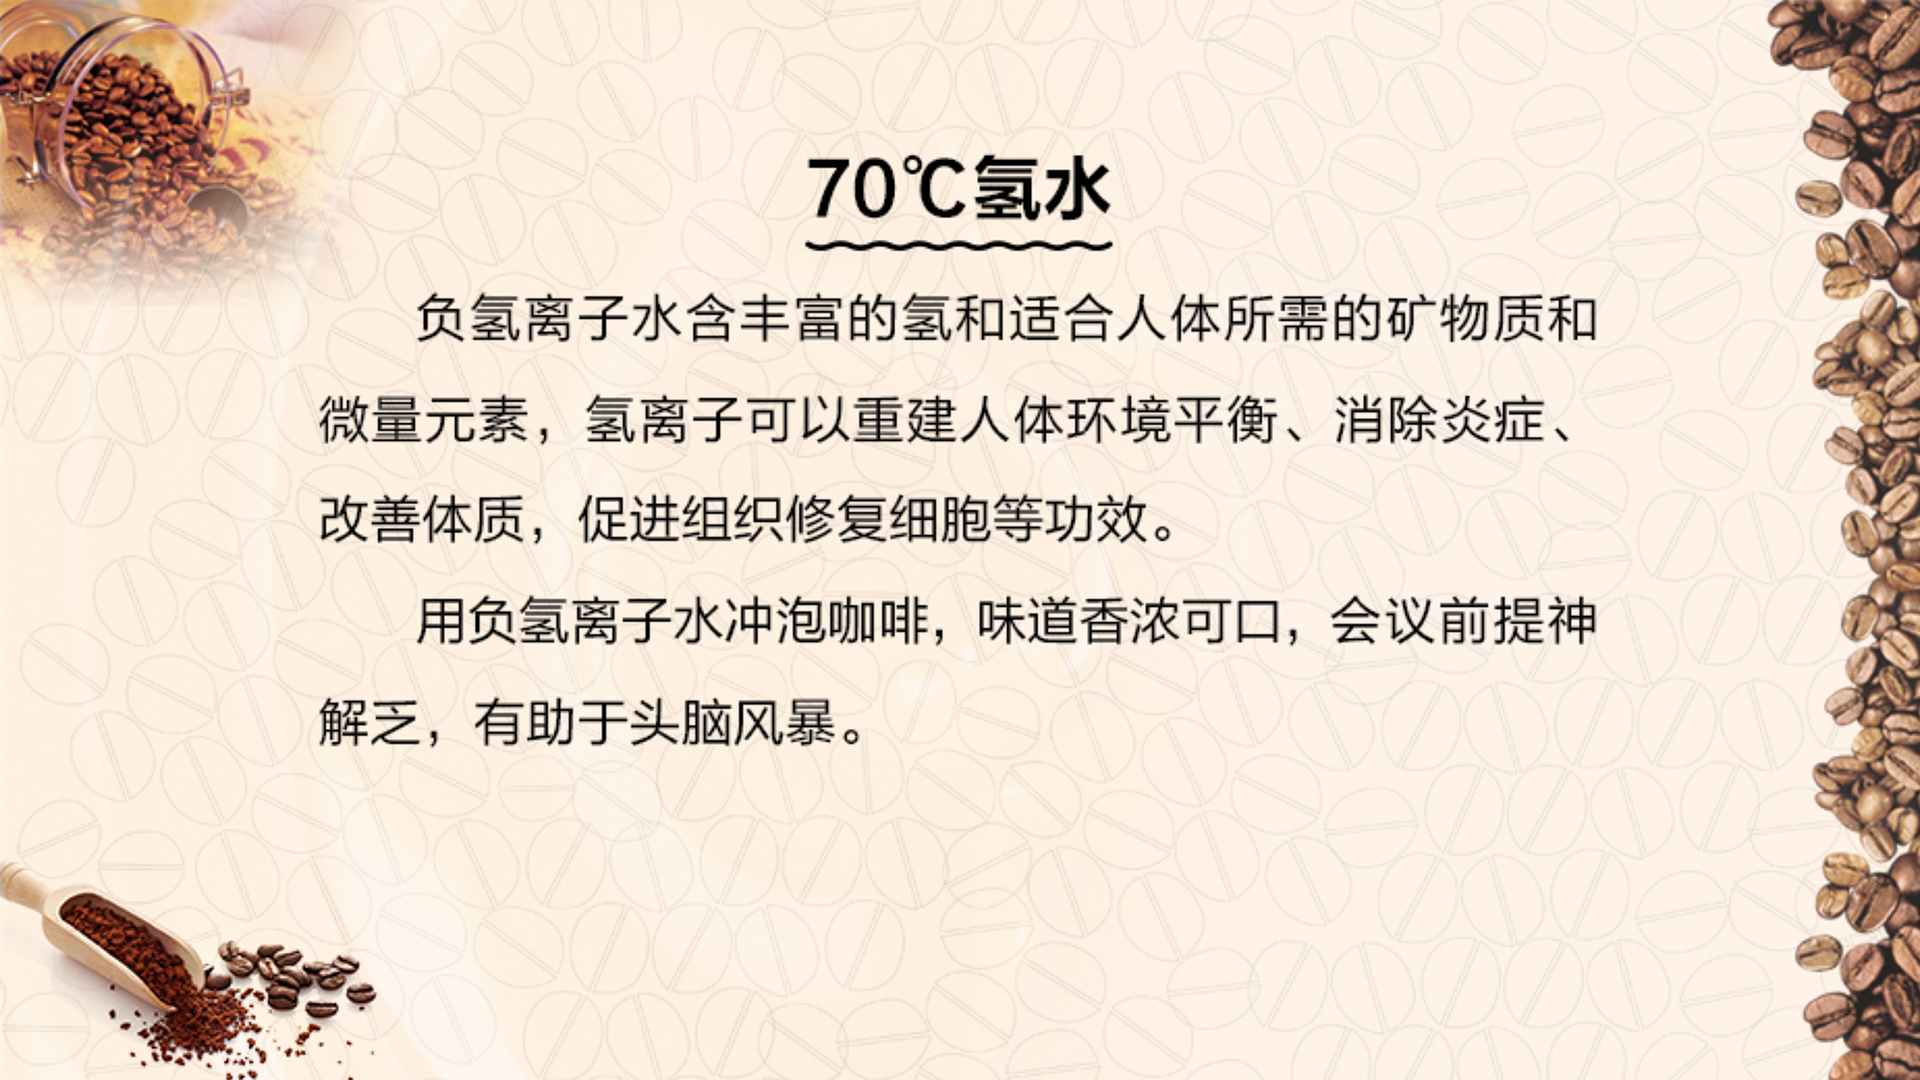 70℃氢水
负氢离子水含丰富的氢和适合人体所需的矿物质和
微量元素，氢离子可以重建人体环境平衡、消除炎症、
改善体质，促进组织修复细胞等功效。
用负氢离子水冲泡咖啡，味道香浓可口，会议前提神
解乏，有助于头脑风暴。